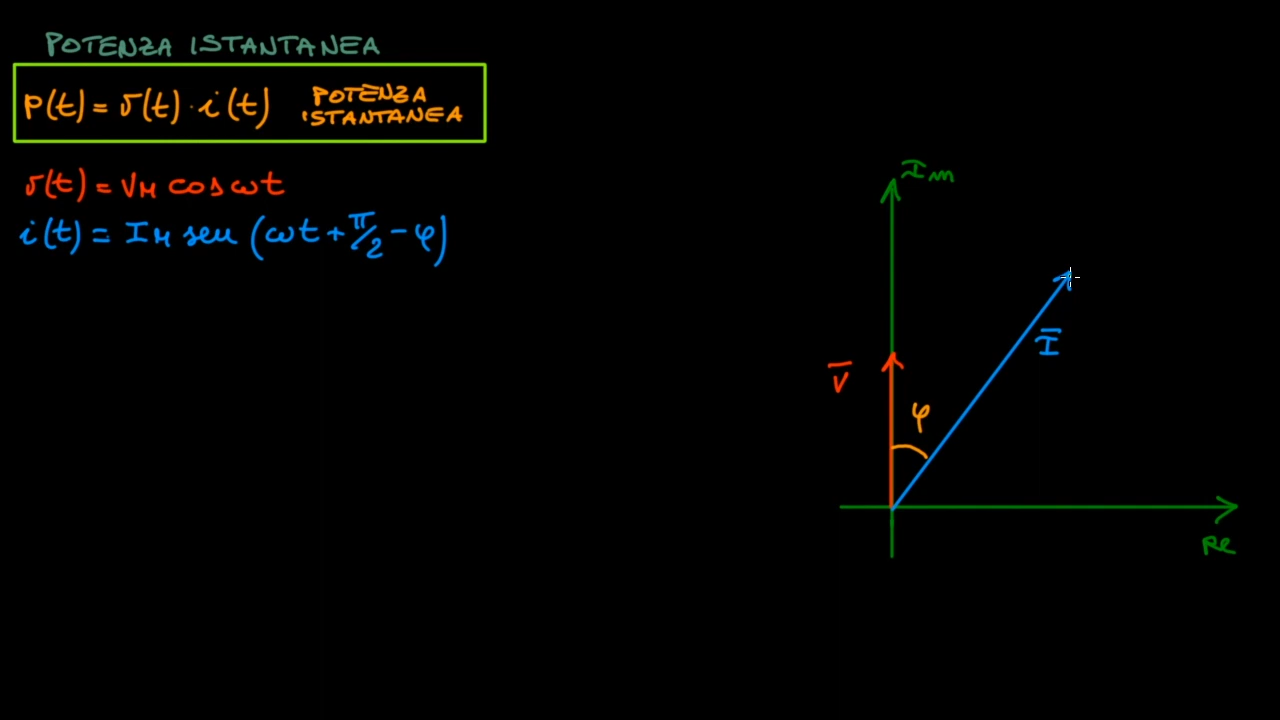 POTENZA ISTANTANEA
P(t) = v(t) · i(t) POTENZA ISTANTANEA
v(t) = VM cos ωt
i(t) = IM sen (ωt + π/2 - φ)
Im
V̅
φ
I̅
Re